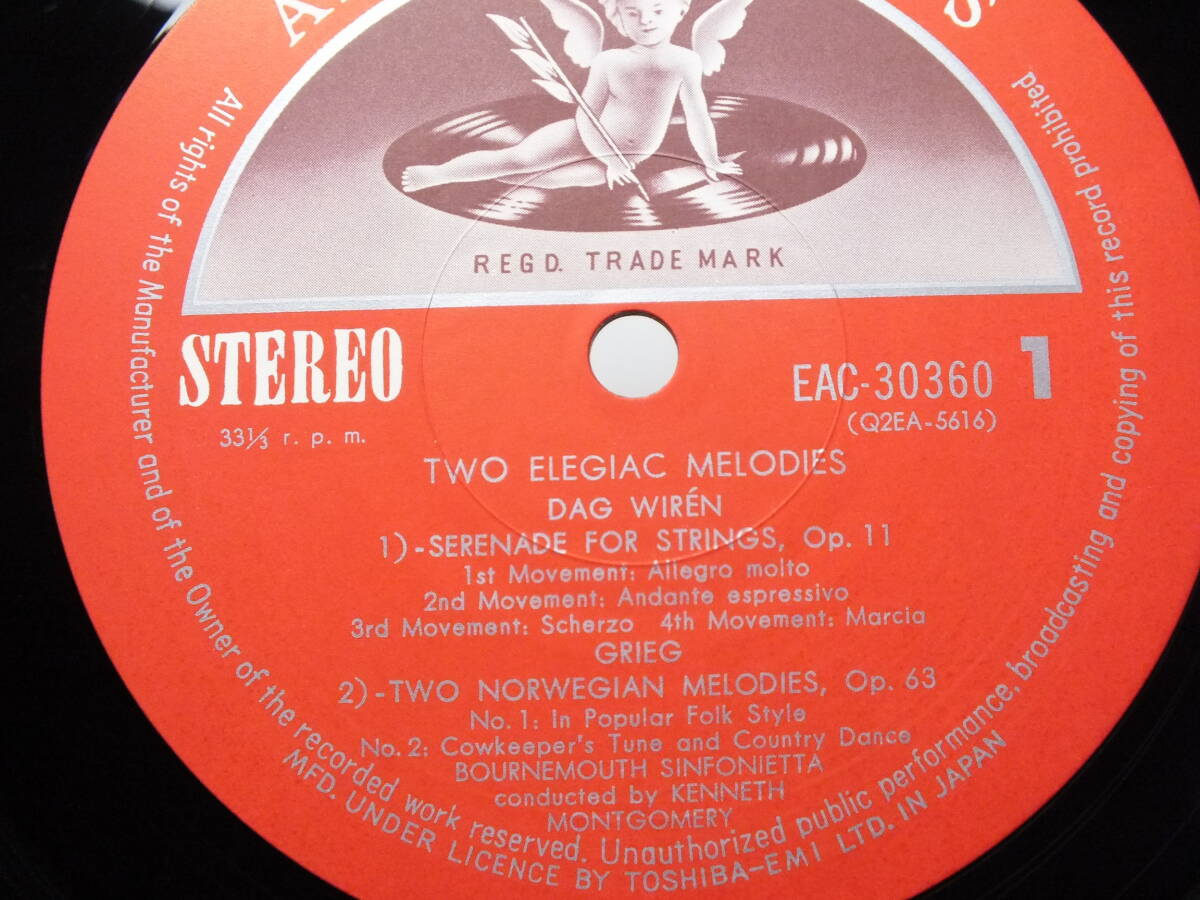 REGD. TRADE MARK
STEREO
33 1/3 r. p. m.
EAC-30360 1
(Q2EA-5616)
TWO ELEGIAC MELODIES
DAG WIRÉN
1)-SERENADE FOR STRINGS, Op. 11
1st Movement: Allegro molto
2nd Movement: Andante espressivo
3rd Movement: Scherzo 4th Movement: Marcia
GRIEG
2)-TWO NORWEGIAN MELODIES, Op. 63
No. 1: In Popular Folk Style
No. 2: Cowkeeper's Tune and Country Dance
BOURNEMOUTH SINFONIETTA
conducted by KENNETH
MONTGOMERY
All rights of the Manufacturer and of the Owner of the recorded work reserved. Unauthorized public performance, broadcasting and copying of this record prohibited.
MFD. UNDER LICENCE BY TOSHIBA-EMI LTD. IN JAPAN